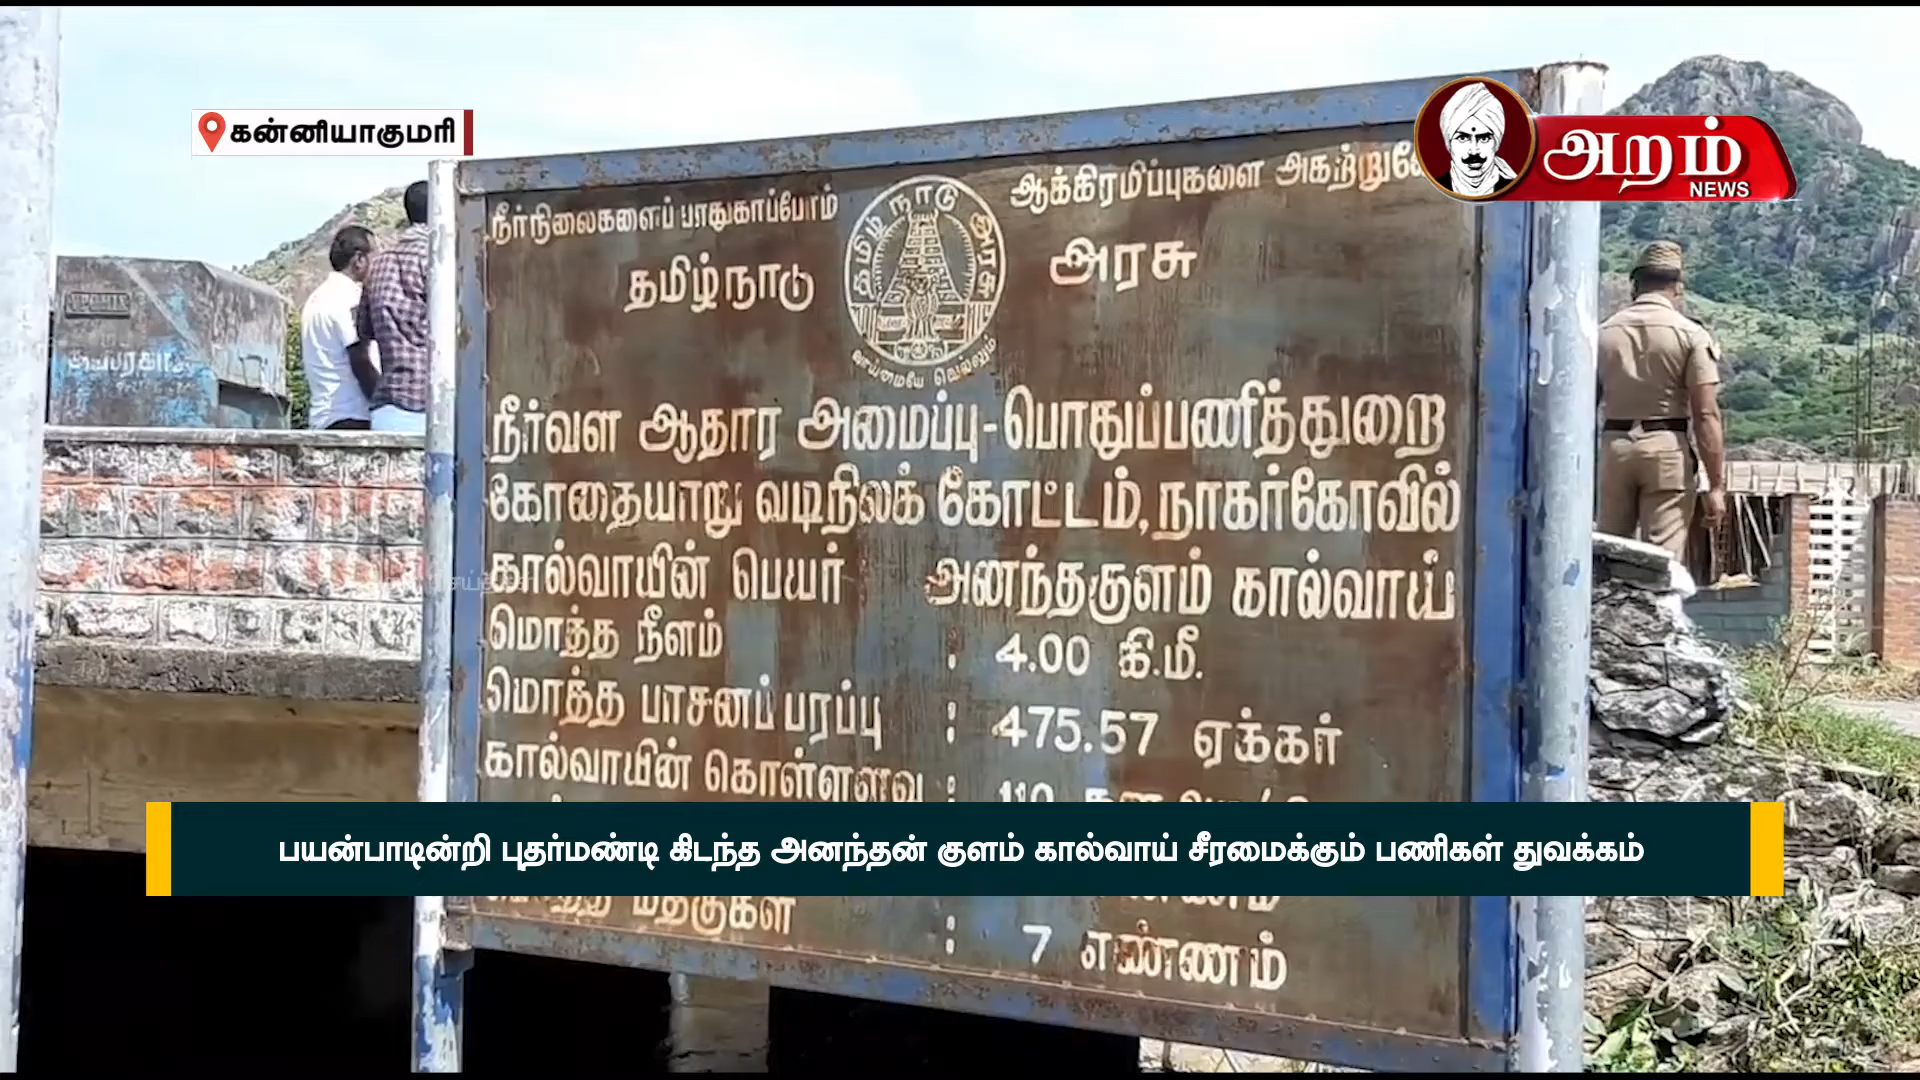 கன்னியாகுமரி
அறம்
NEWS
நீர்நிலைகளைப் பாதுகாப்போம்
ஆக்கிரமிப்புகளை
தமிழ்நாடு அரசு
தமிழ் நாடு அரசு
வாய்மையே வெல்லும்
நீர்வள ஆதார அமைப்பு-பொதுப்பணித்துறை
கோதையாறு வடிநிலக் கோட்டம், நாகர்கோவில்
கால்வாயின் பெயர் அனந்தகுளம் கால்வாய்
மொத்த நீளம் : 4.00 கி.மீ.
மொத்த பாசனப் பரப்பு : 475.57 ஏக்கர்
கால்வாயின் கொள்ளளவு :
பயன்பாடின்றி புதர்மண்டி கிடந்த அனந்தன் குளம் கால்வாய் சீரமைக்கும் பணிகள் துவக்கம்
மொத்த மதகுகள் : 7 எண்ணம்